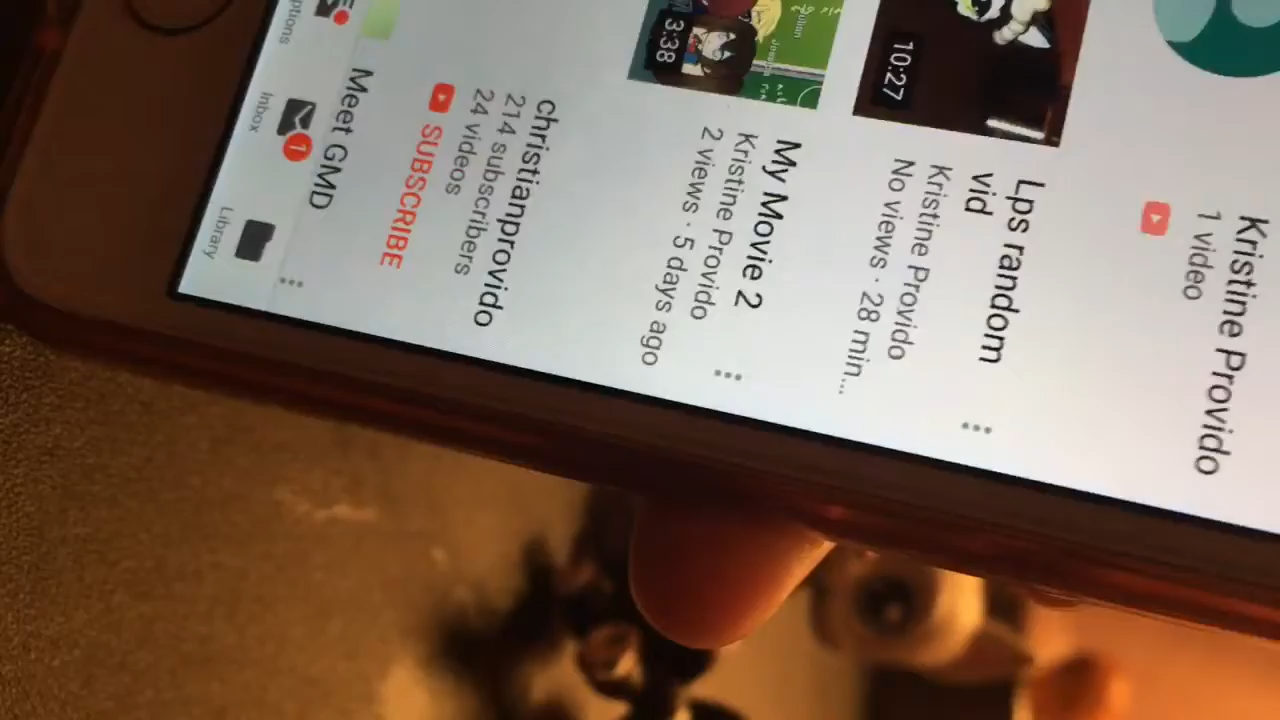 Kristine Provido
1 video
10:27
Lps random
vid
Kristine Provido
No views · 28 min...
3:38
My Movie 2
Kristine Provido
2 views · 5 days ago
christianprovido
214 subscribers
24 videos
SUBSCRIBE
Meet GMD
Inbox
1
Library